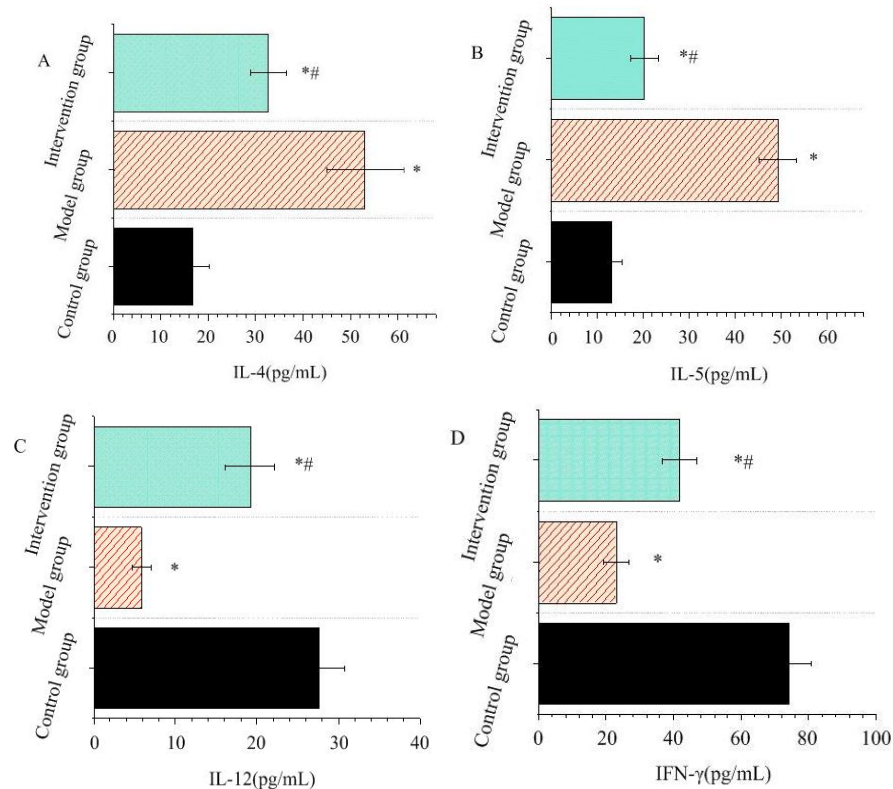 A
Intervention group
Model group
Control group
*#
*
0 10 20 30 40 50 60
IL-4(pg/mL)
B
Intervention group
Model group
Control group
*#
*
0 10 20 30 40 50 60
IL-5(pg/mL)
C
Intervention group
Model group
Control group
*#
*
0 10 20 30 40
IL-12(pg/mL)
D
Intervention group
Model group
Control group
*#
*
0 20 40 60 80 100
IFN-γ(pg/mL)